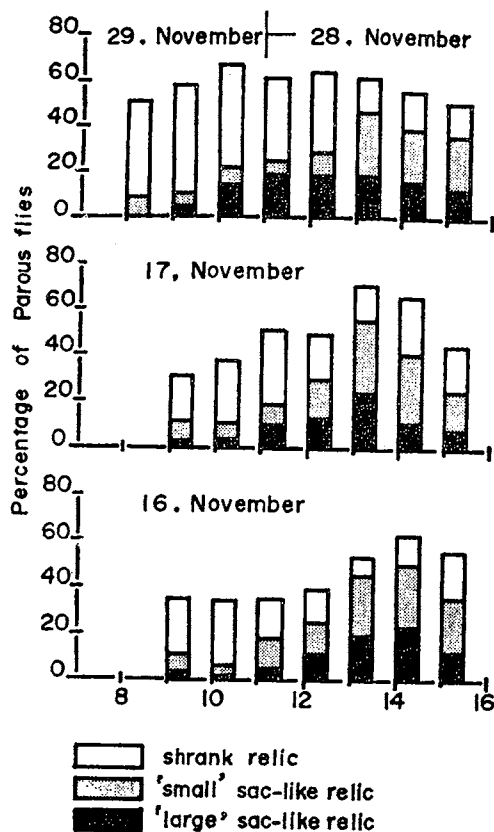 Percentage of Parous flies
29. November 28. November
80
60
40
20
0
17, November
80
60
40
20
0
16. November
80
60
40
20
0
8 10 12 14 16
shrank relic
'small' sac-like relic
'large' sac-like relic